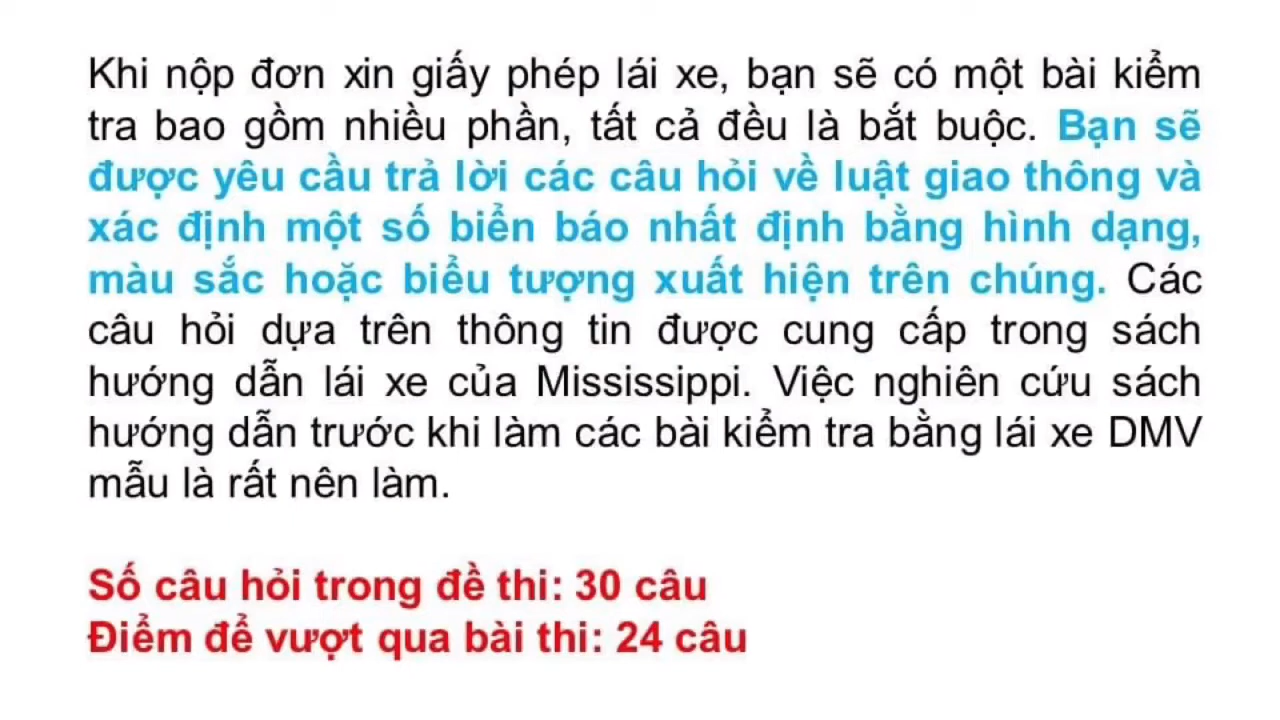 Khi nộp đơn xin giấy phép lái xe, bạn sẽ có một bài kiểm
tra bao gồm nhiều phần, tất cả đều là bắt buộc. Bạn sẽ
được yêu cầu trả lời các câu hỏi về luật giao thông và
xác định một số biển báo nhất định bằng hình dạng,
màu sắc hoặc biểu tượng xuất hiện trên chúng. Các
câu hỏi dựa trên thông tin được cung cấp trong sách
hướng dẫn lái xe của Mississippi. Việc nghiên cứu sách
hướng dẫn trước khi làm các bài kiểm tra bằng lái xe DMV
mẫu là rất nên làm.
Số câu hỏi trong đề thi: 30 câu
Điểm để vượt qua bài thi: 24 câu